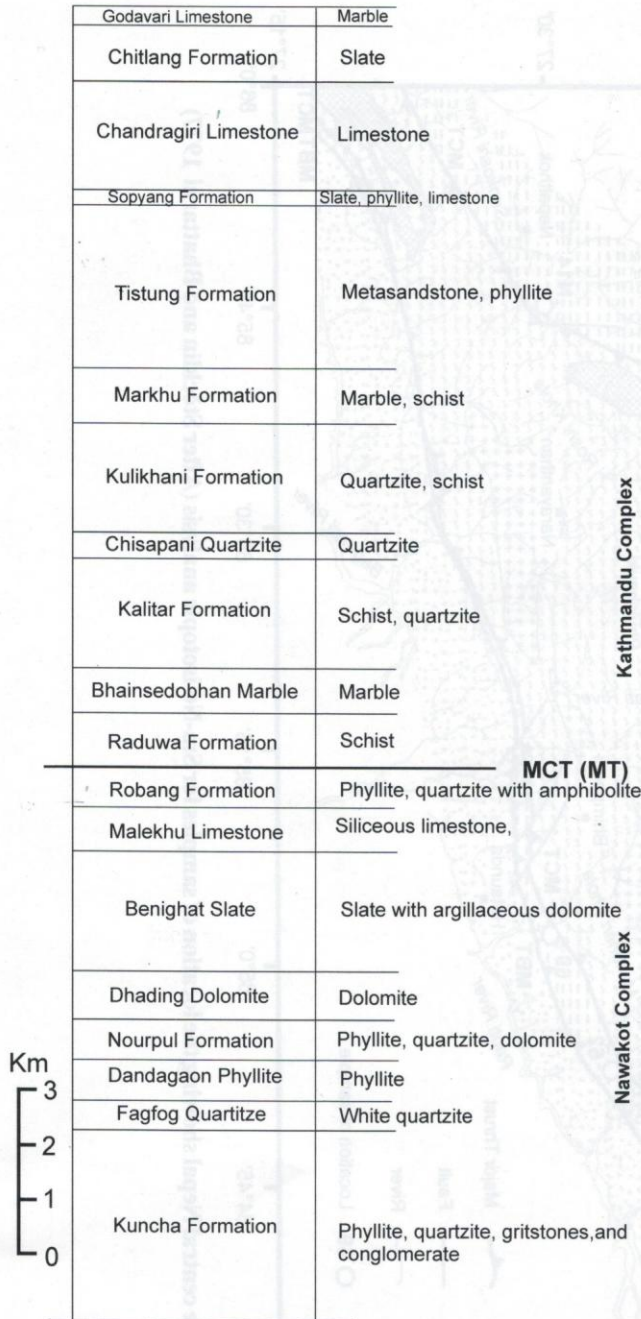 Godavari Limestone Marble
Chitlang Formation Slate
Chandragiri Limestone Limestone
Sopyang Formation Slate, phyllite, limestone
Tistung Formation Metasandstone, phyllite
Markhu Formation Marble, schist
Kulikhani Formation Quartzite, schist
Chisapani Quartzite Quartzite
Kalitar Formation Schist, quartzite
Bhainsedobhan Marble Marble
Raduwa Formation Schist
Kathmandu Complex
MCT (MT)
Robang Formation Phyllite, quartzite with amphibolite
Malekhu Limestone Siliceous limestone,
Benighat Slate Slate with argillaceous dolomite
Dhading Dolomite Dolomite
Nourpul Formation Phyllite, quartzite, dolomite
Dandagaon Phyllite Phyllite
Fagfog Quartitze White quartzite
Kuncha Formation Phyllite, quartzite, gritstones,and
conglomerate
Nawakot Complex
Km
3
2
1
0